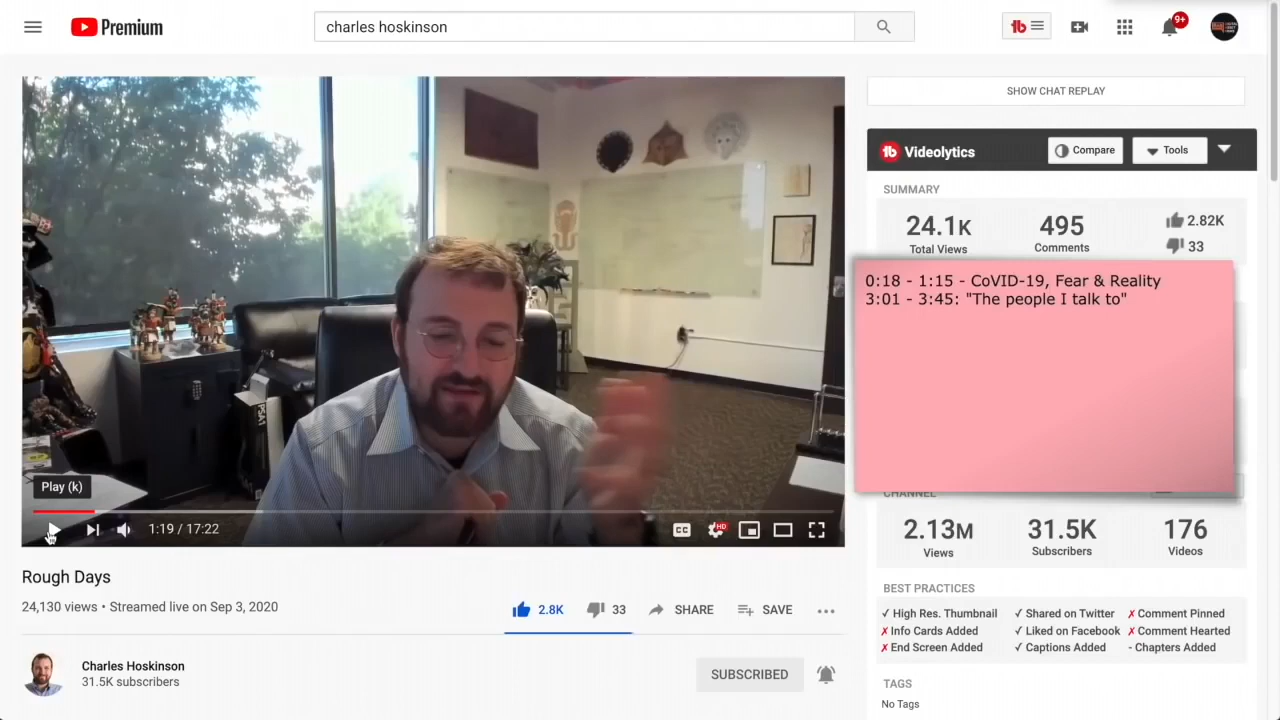 Premium
charles hoskinson
9+
SHOW CHAT REPLAY
Videolytics
Compare
Tools
SUMMARY
24.1K
Total Views
495
Comments
2.82K
33
0:18 - 1:15 - CoVID-19, Fear & Reality
3:01 - 3:45: "The people I talk to"
Play (k)
1:19 / 17:22
CC
HD
CHANNEL
2.13M
Views
31.5K
Subscribers
176
Videos
Rough Days
24,130 views • Streamed live on Sep 3, 2020
2.8K
33
SHARE
SAVE
BEST PRACTICES
✓ High Res. Thumbnail
✓ Shared on Twitter
✗ Comment Pinned
✗ Info Cards Added
✓ Liked on Facebook
✗ Comment Hearted
✗ End Screen Added
✓ Captions Added
- Chapters Added
Charles Hoskinson
31.5K subscribers
SUBSCRIBED
TAGS
No Tags